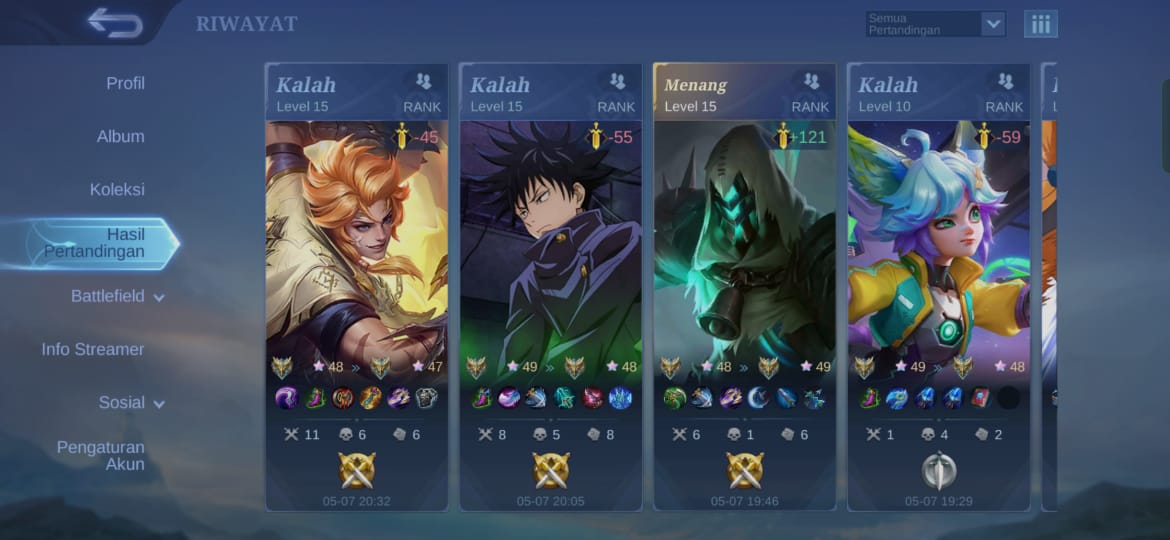 RIWAYAT
Semua
Pertandingan
Profil
Album
Koleksi
Hasil
Pertandingan
Battlefield
Info Streamer
Sosial
Pengaturan
Akun
Kalah
Level 15
RANK
-45
48 » 47
11 6 6
05-07 20:32
Kalah
Level 15
RANK
-55
49 » 48
8 5 8
05-07 20:05
Menang
Level 15
RANK
+121
48 » 49
6 1 6
05-07 19:46
Kalah
Level 10
RANK
-59
49 » 48
1 4 2
05-07 19:29